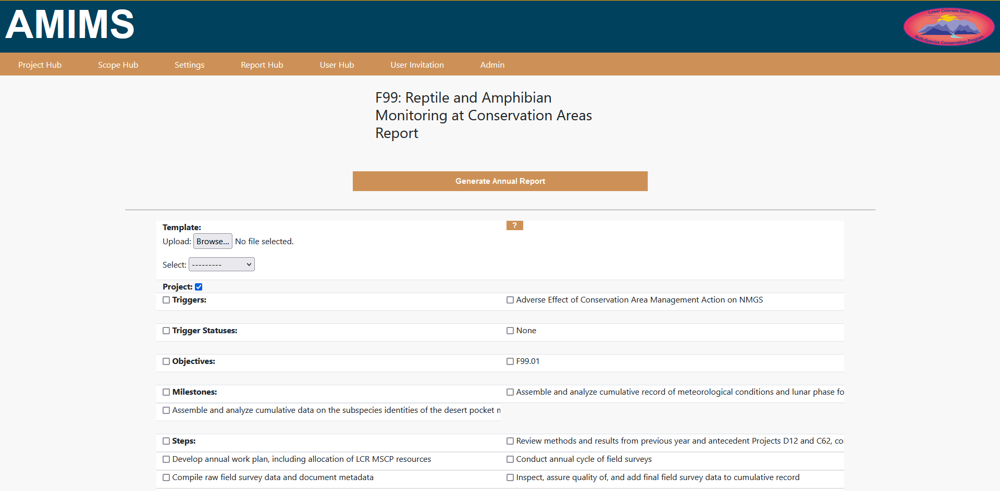 AMIMS
Lower Colorado River
Multi-Species Conservation Program
Project Hub
Scope Hub
Settings
Report Hub
User Hub
User Invitation
Admin
F99: Reptile and Amphibian
Monitoring at Conservation Areas
Report
Generate Annual Report
Template:
?
Upload: Browse... No file selected.
Select: ---------
Project:
Triggers:
Adverse Effect of Conservation Area Management Action on NMGS
Trigger Statuses:
None
Objectives:
F99.01
Milestones:
Assemble and analyze cumulative record of meteorological conditions and lunar phase fo
Assemble and analyze cumulative data on the subspecies identities of the desert pocket
Steps:
Review methods and results from previous year and antecedent Projects D12 and C62, co
Develop annual work plan, including allocation of LCR MSCP resources
Conduct annual cycle of field surveys
Compile raw field survey data and document metadata
Inspect, assure quality of, and add final field survey data to cumulative record